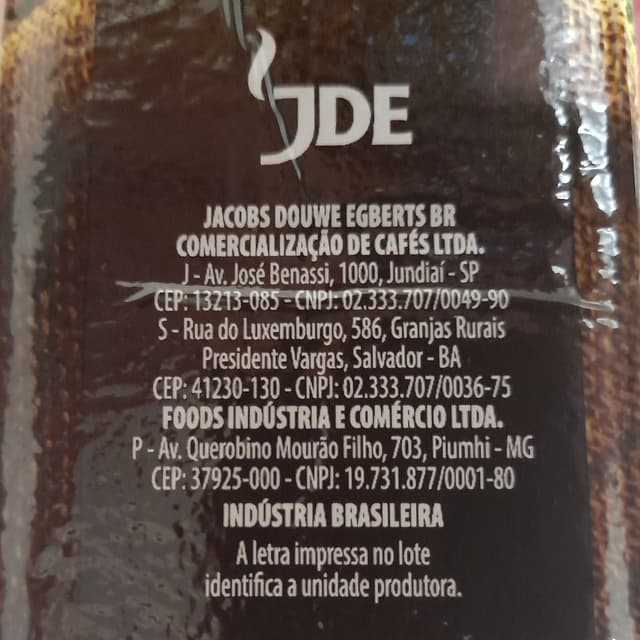 JDE
JACOBS DOUWE EGBERTS BR
COMERCIALIZAÇÃO DE CAFÉS LTDA.
J - Av. José Benassi, 1000, Jundiaí - SP
CEP: 13213-085 - CNPJ: 02.333.707/0049-90
S - Rua do Luxemburgo, 586, Granjas Rurais
Presidente Vargas, Salvador - BA
CEP: 41230-130 - CNPJ: 02.333.707/0036-75
FOODS INDÚSTRIA E COMÉRCIO LTDA.
P - Av. Querobino Mourão Filho, 703, Piumhi - MG
CEP: 37925-000 - CNPJ: 19.731.877/0001-80
INDÚSTRIA BRASILEIRA
A letra impressa no lote
identifica a unidade produtora.